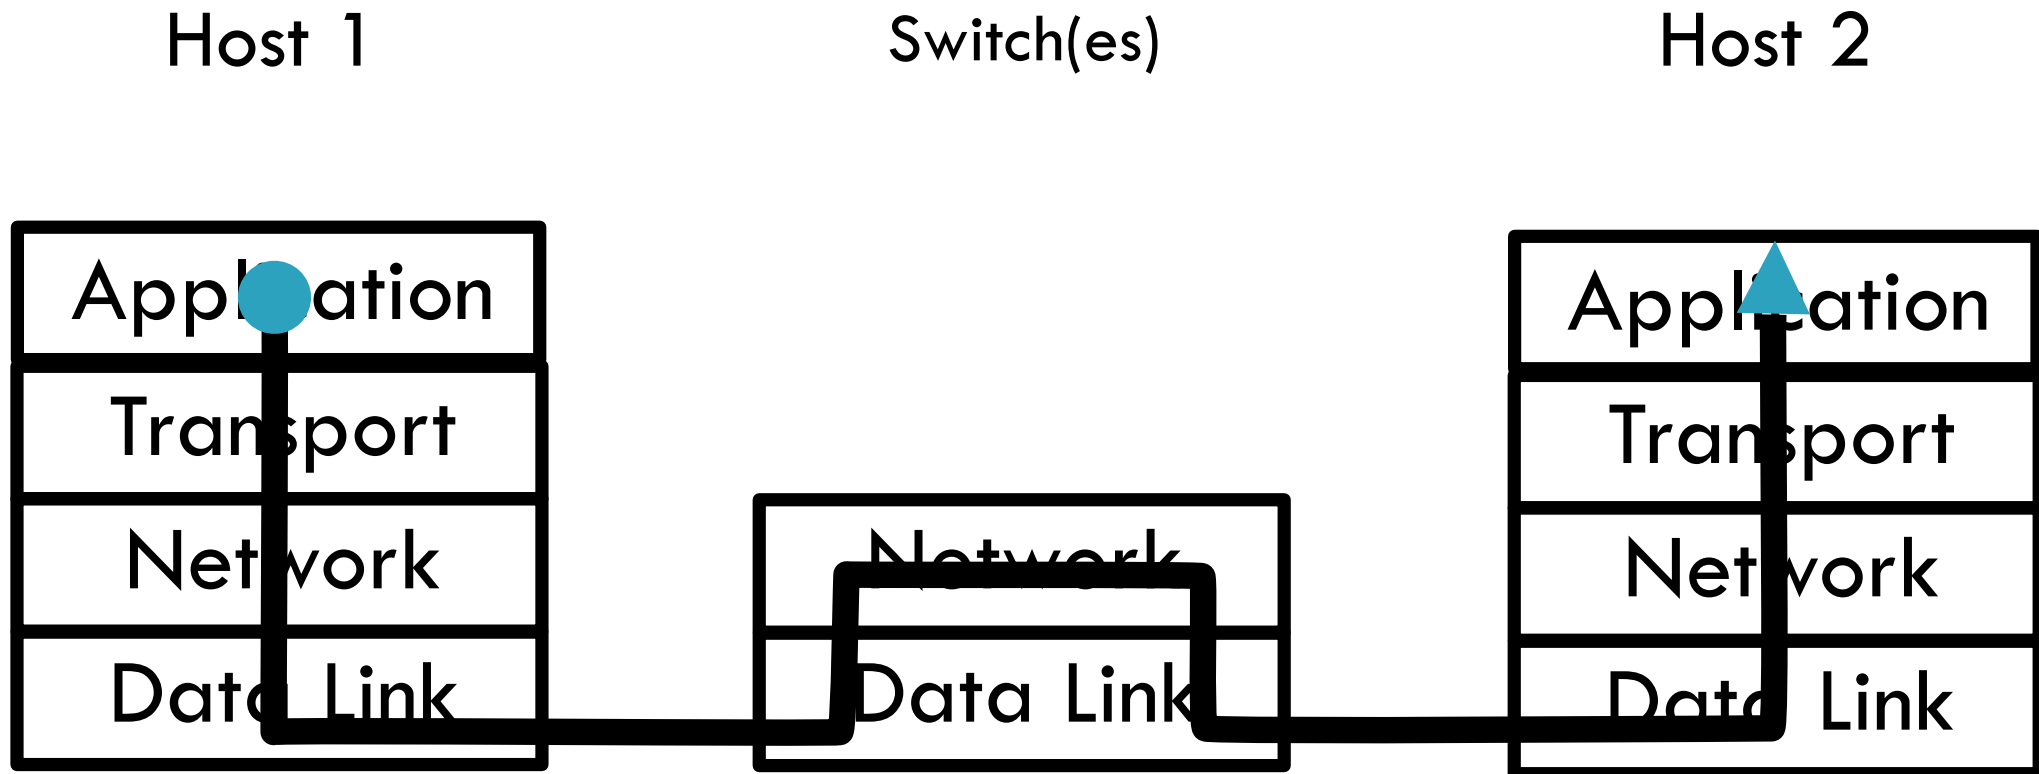 Host 1
Switch(es)
Host 2
Application
Transport
Network
Data Link
Network
Data Link
Application
Transport
Network
Data Link